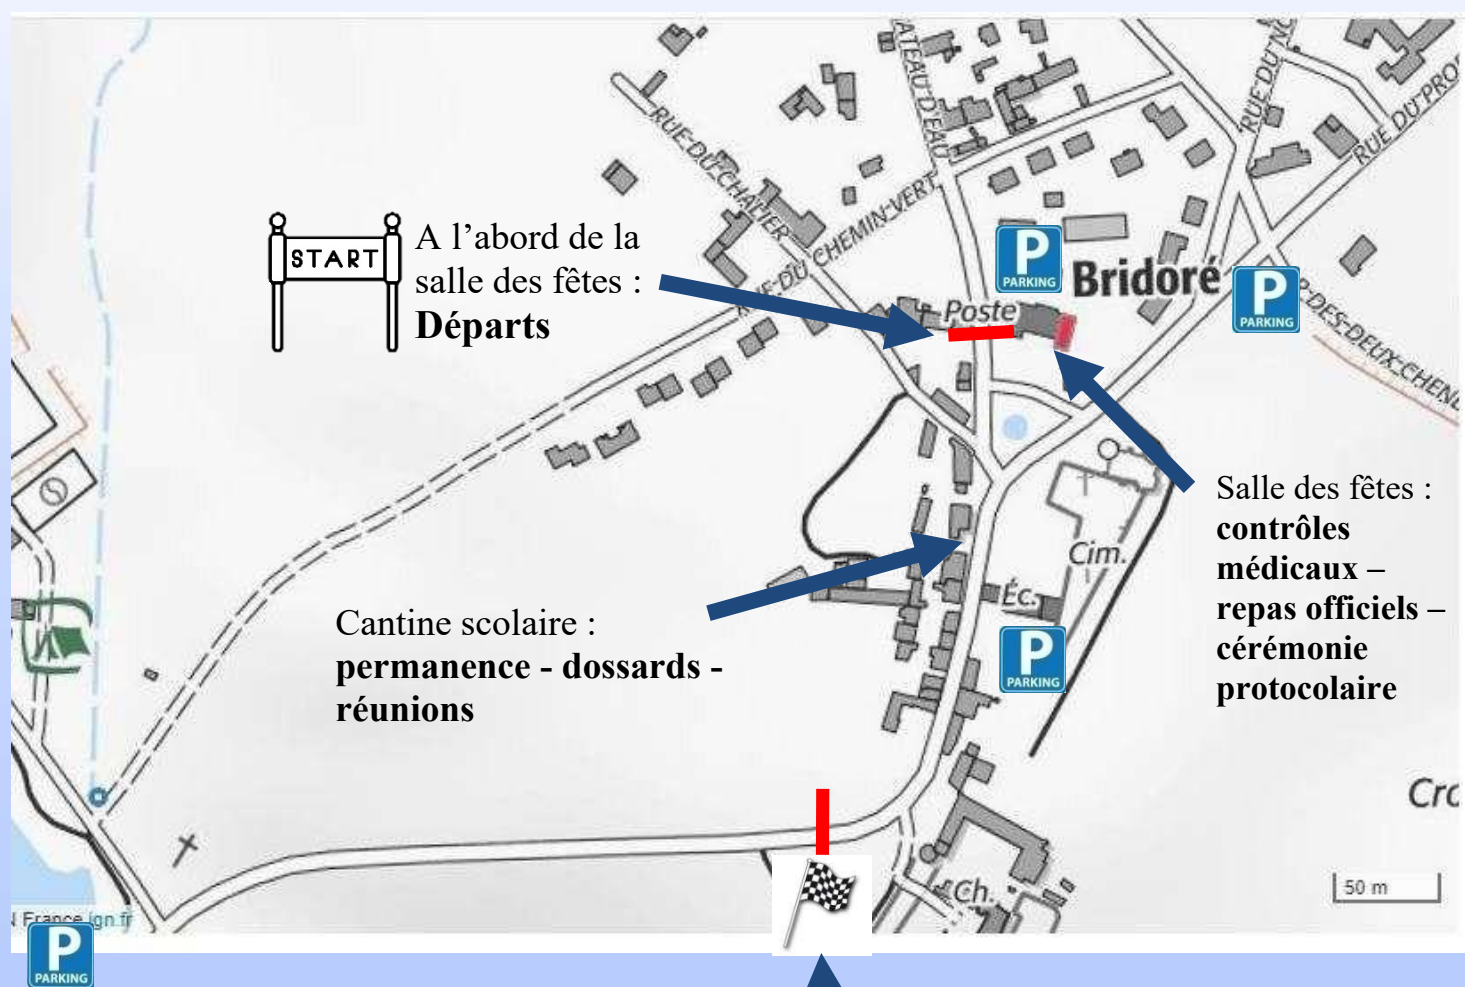 START
A l’abord de la
salle des fêtes :
Départs
RUE DU CHALIER
RUE DU CHEMIN VERT
ATEAU D'EAU
RUE DU NO
RUE DU PRO
P
PARKING
Bridoré
P
PARKING
Poste
DES DEUX CHENE
Salle des fêtes :
contrôles
médicaux –
repas officiels –
cérémonie
protocolaire
Cim.
Éc.
Cantine scolaire :
permanence - dossards -
réunions
P
PARKING
Cro
Ch.
50 m
France ign.fr
P
PARKING